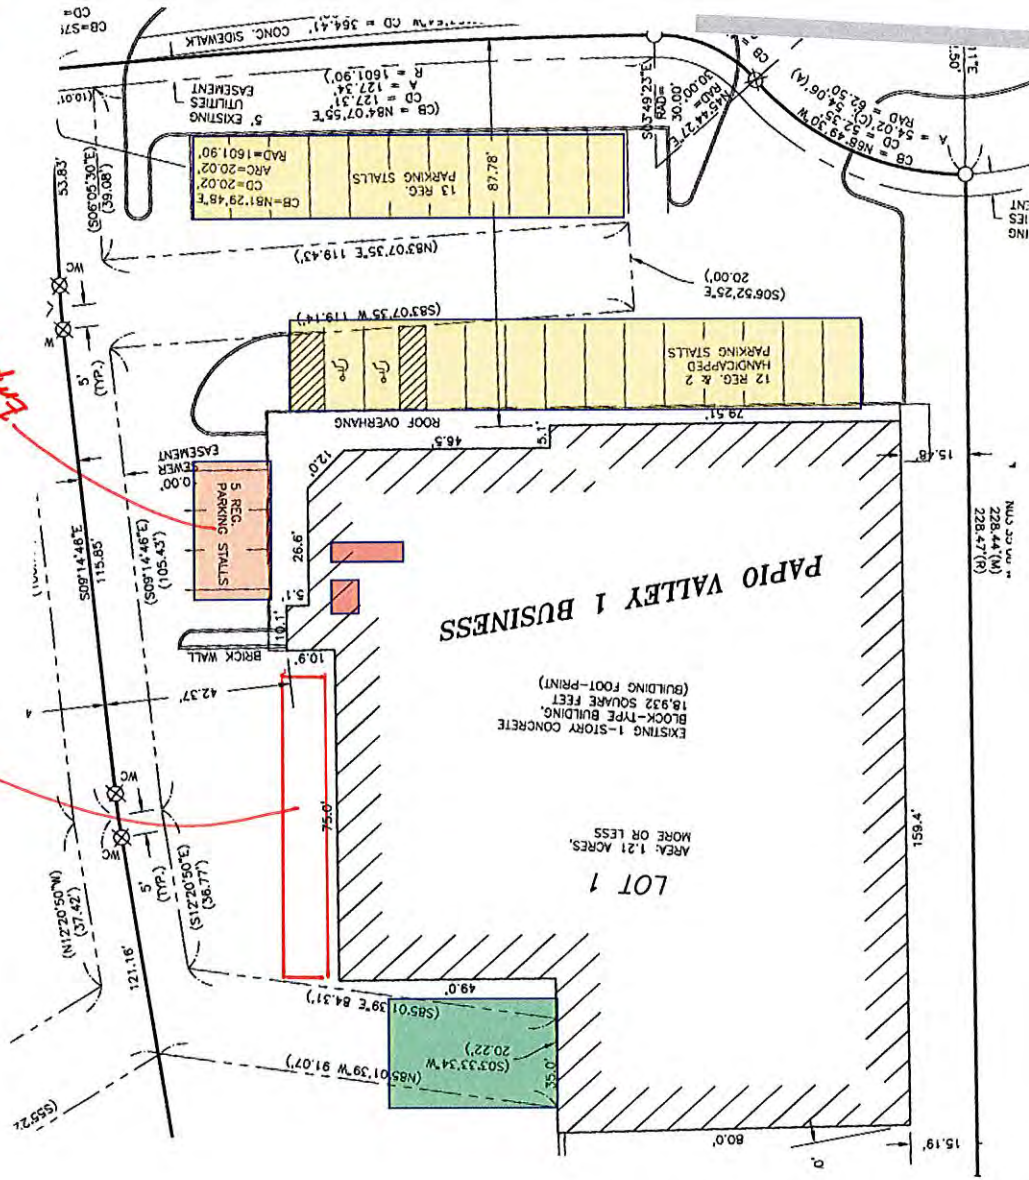 CONC. SIDEWALK
CD = 364.41'
5' EXISTING
UTILITIES
EASEMENT
(CB = N84°07'55"E
CD = 127.31'
A = 127.34'
R = 1601.90')
(10.01')
53.83'
(S06°05'30"E)
(39.08')
CB=N81°29'48"E
CD=20.02'
ARC=20.02'
RAD=1601.90'
13 REG.
PARKING STALLS
87.78'
S03°49'23"E
RAD=
30.00'
N45°44'27"E
RAD=
30.00'
CB = N68°49'30"W
CD = 52.35'
A = 54.02'(C)
RAD = 62.50'
(N83°07'35"E 119.43')
(S06°52'25"E
20.00')
(S83°07'35"W 119.14')
WC
W
5'
(TYP.)
12 REG. & 2
HANDICAPPED
PARKING STALLS
ROOF OVERHANG
46.5'
5.1'
79.51'
15.48'
228.44'(M)
228.47'(R)
SEWER
EASEMENT
5 REG.
PARKING STALLS
12.0'
26.6'
5.1'
10.1'
S09°14'46"E
115.85'
(S09°14'46"E)
(105.43')
BRICK WALL
10.9'
42.37'
PAPIO VALLEY 1 BUSINESS
EXISTING 1-STORY CONCRETE
BLOCK-TYPE BUILDING,
18,932 SQUARE FEET
(BUILDING FOOT-PRINT)
75.0'
159.4'
LOT 1
AREA: 1.21 ACRES,
MORE OR LESS
WC
WC
5'
(TYP.)
(N12°20'50"W)
(37.42')
(S12°20'50"E)
(36.77')
121.16'
49.0'
(S85°01'39"E 84.31')
(S03°33'34"W
20.22')
35.0'
(N85°01'39"W 91.07')
80.0'
15.19'